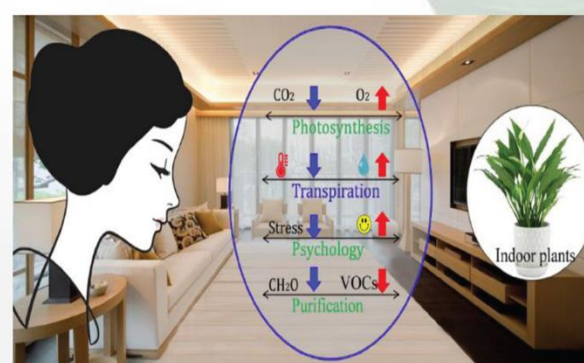 CO₂ O₂
Photosynthesis
Transpiration
Stress
Psychology
CH₂O VOCs
Purification
Indoor plants